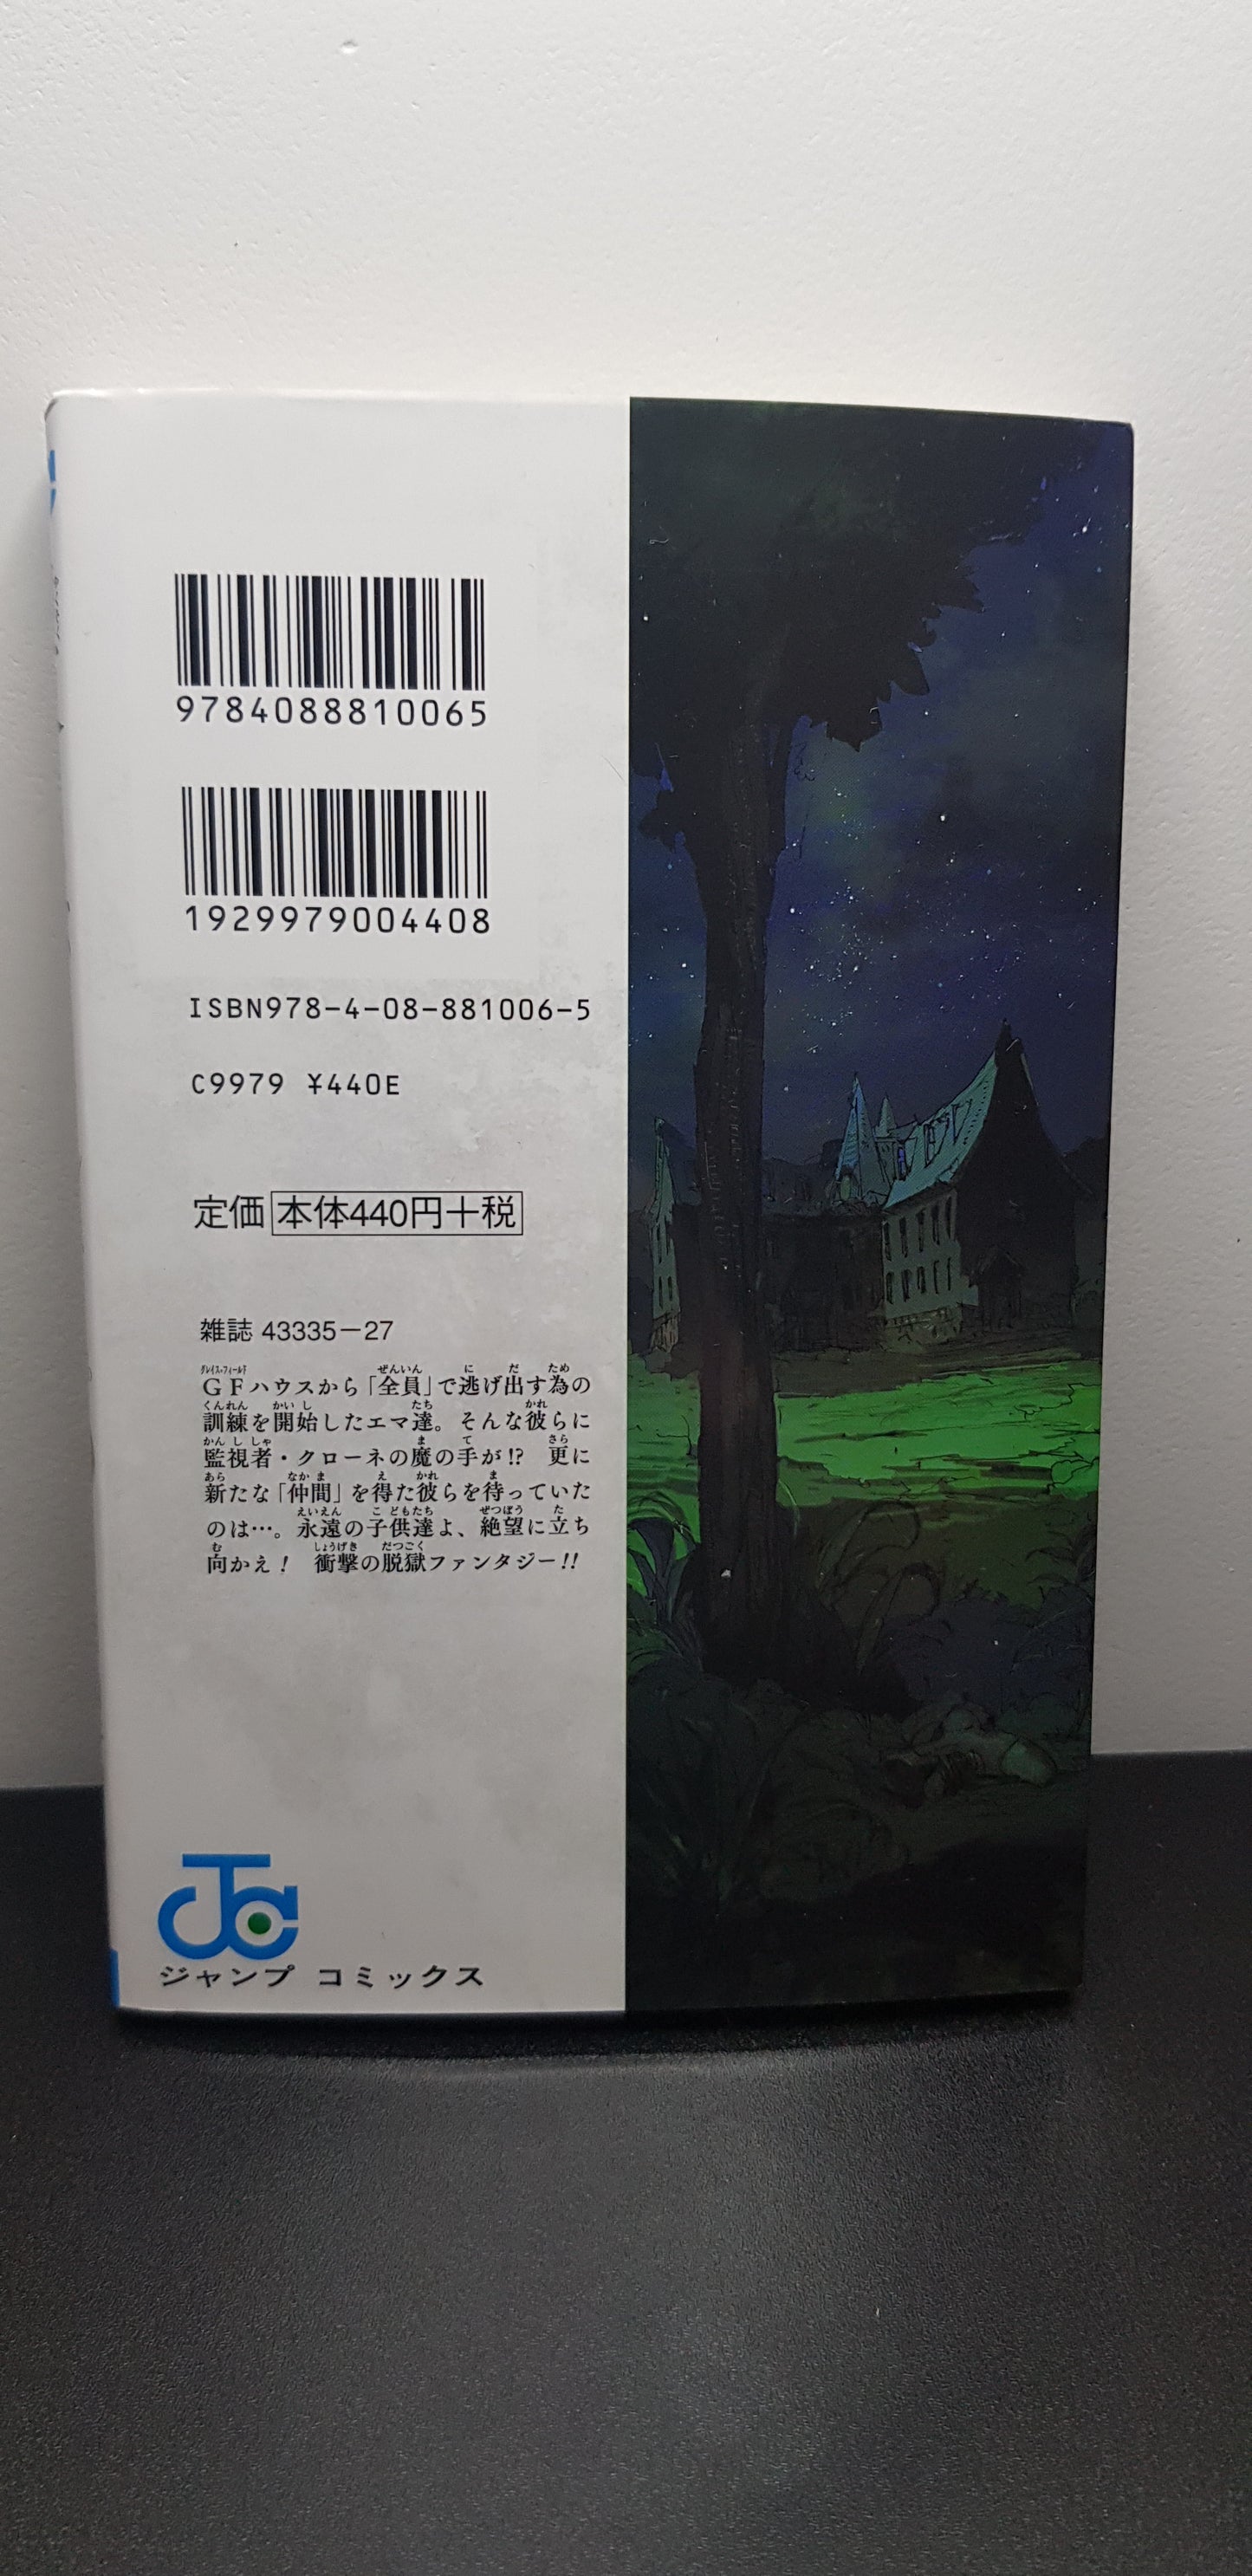 9784088810065
1929979004408
ISBN978-4-08-881006-5
C9979 ¥440E
定価 本体440円+税
雑誌 43335-27
GFハウスから「全員」で逃げ出す為の
訓練を開始したエマ達。そんな彼らに
監視者・クローネの魔の手が!? 更に
新たな「仲間」を得た彼らを待っていた
のは…。永遠の子供達よ、絶望に立ち
向かえ! 衝撃の脱獄ファンタジー!!
JC
ジャンプ コミックス